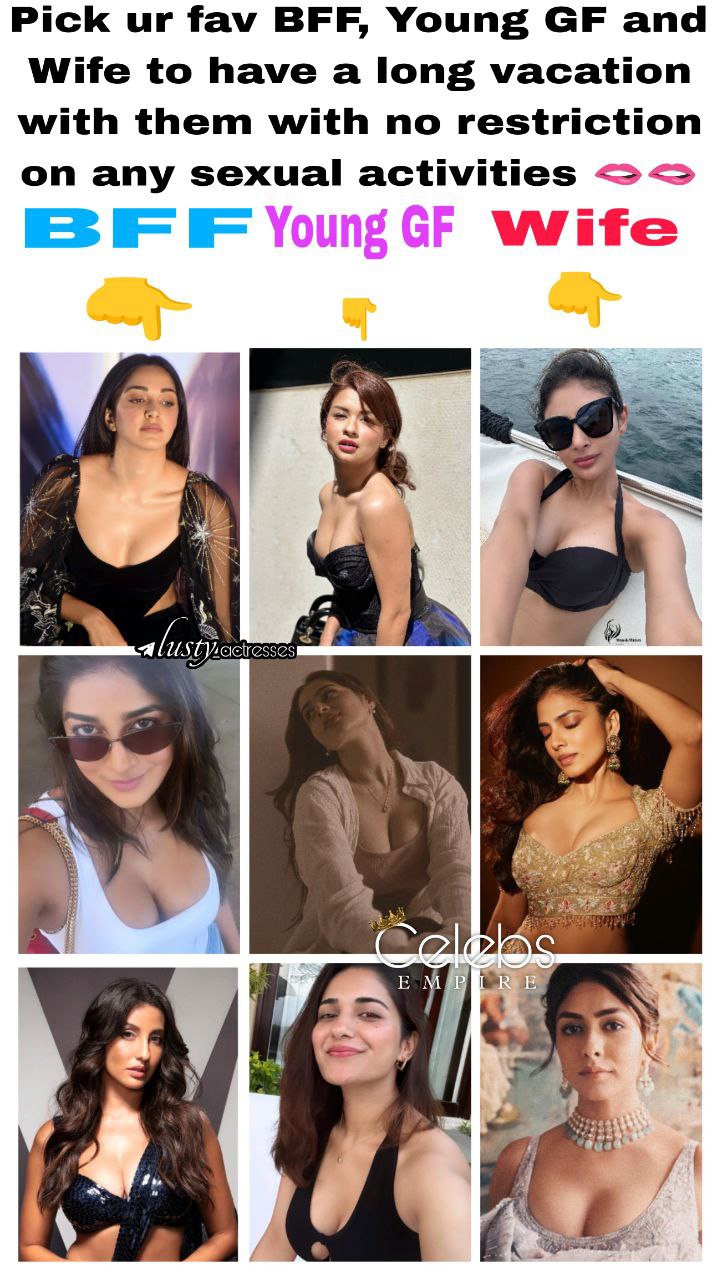 Pick ur fav BFF, Young GF and
Wife to have a long vacation
with them with no restriction
on any sexual activities
BFF Young GF Wife
lusty_actresses
Celebs
EMPIRE